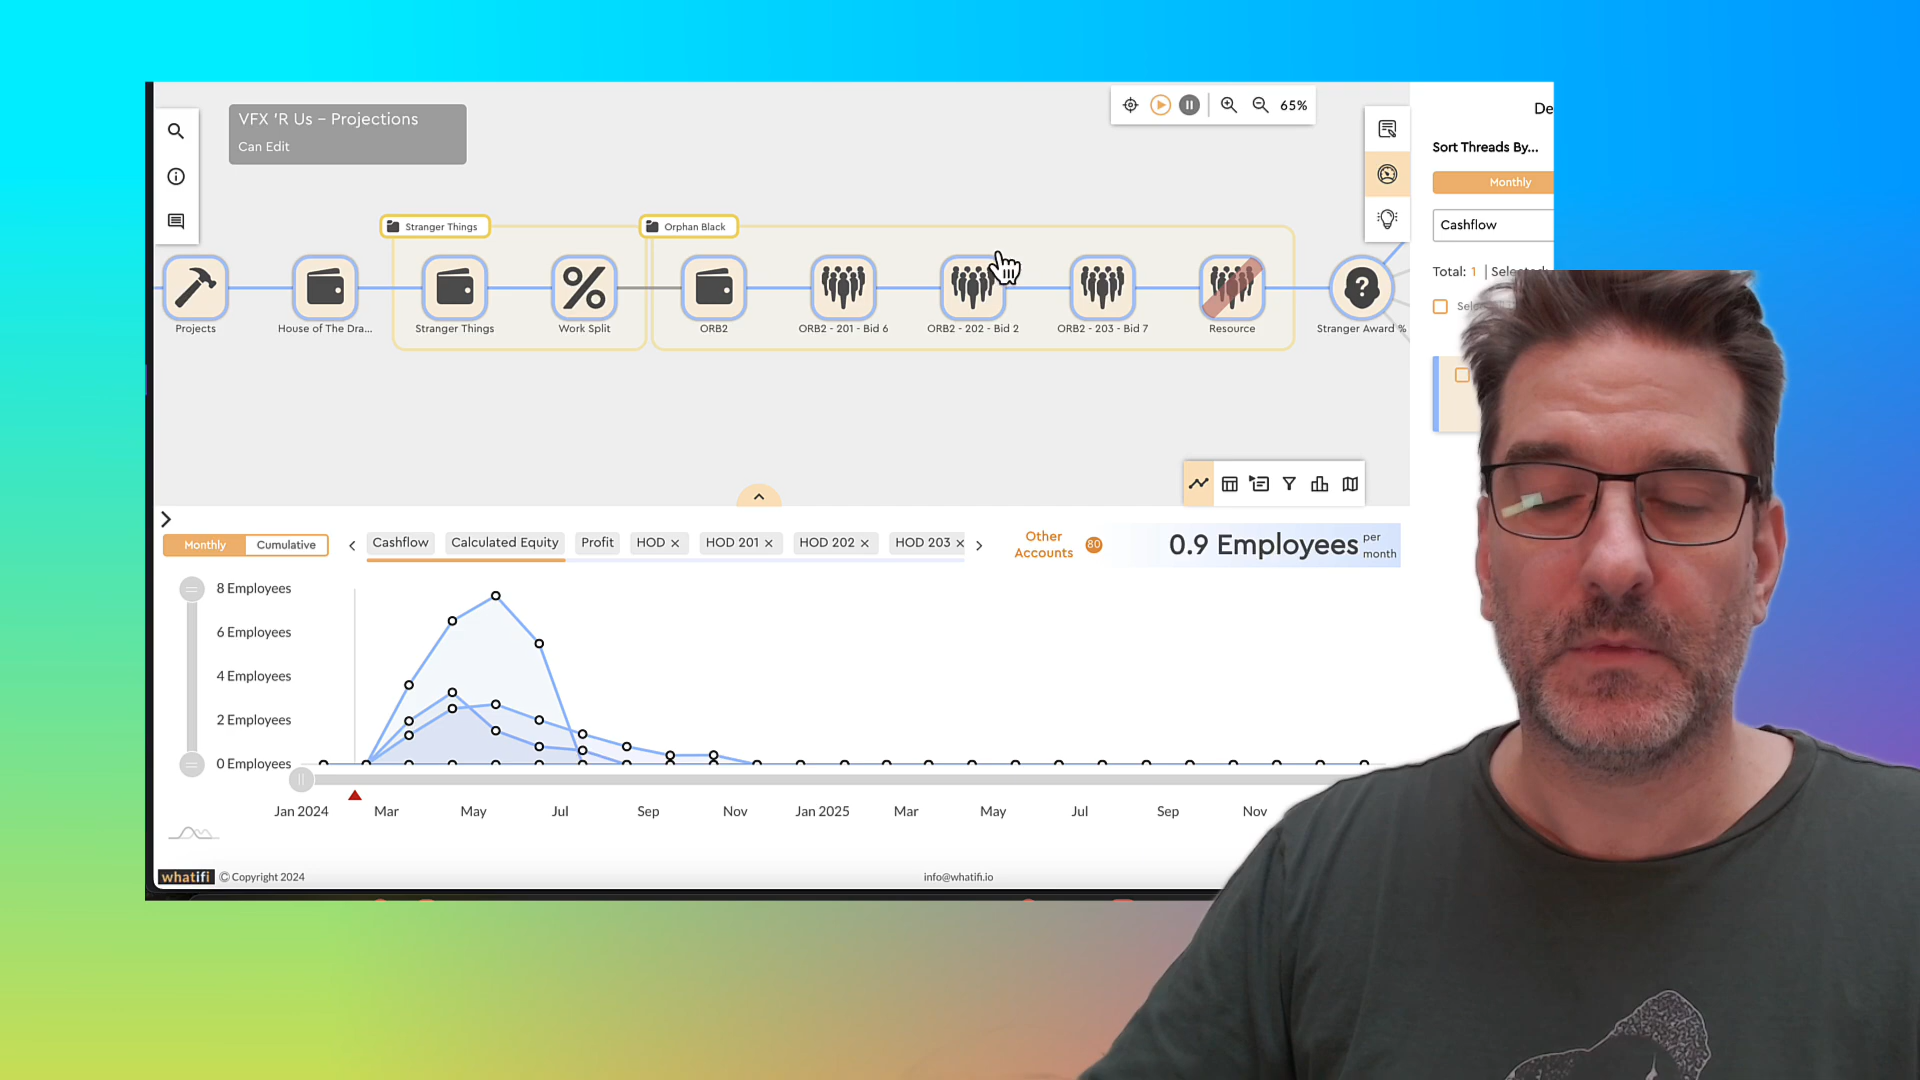 VFX 'R Us – Projections
Can Edit
65%
De
Sort Threads By...
Monthly
Cashflow
Total: 1 | Selected
Sele
Stranger Things
Orphan Black
Projects
House of The Dra...
Stranger Things
Work Split
ORB2
ORB2 - 201 - Bid 6
ORB2 - 202 - Bid 2
ORB2 - 203 - Bid 7
Resource
Stranger Award %
Monthly
Cumulative
Cashflow
Calculated Equity
Profit
HOD
HOD 201
HOD 202
HOD 203
Other
Accounts
80
0.9 Employees per month
8 Employees
6 Employees
4 Employees
2 Employees
0 Employees
Jan 2024
Mar
May
Jul
Sep
Nov
Jan 2025
Mar
May
Jul
Sep
Nov
whatifi © Copyright 2024
info@whatifi.io